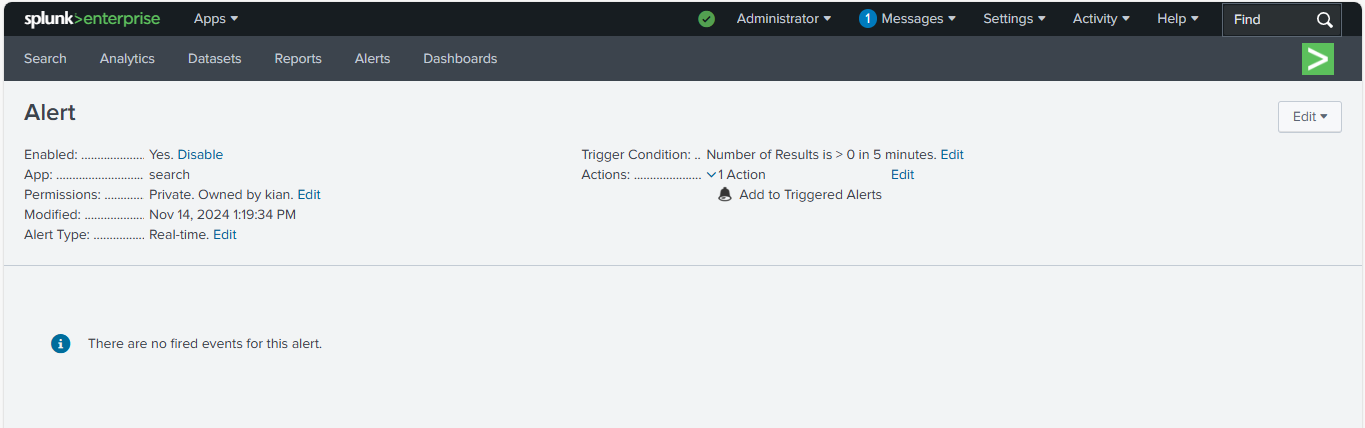 splunk>enterprise Apps Administrator 1 Messages Settings Activity Help Find
Search Analytics Datasets Reports Alerts Dashboards
Alert
Edit
Enabled: .................... Yes. Disable
App: ........................... search
Permissions: ............ Private. Owned by kian. Edit
Modified: ................... Nov 14, 2024 1:19:34 PM
Alert Type: ................ Real-time. Edit
Trigger Condition: .. Number of Results is > 0 in 5 minutes. Edit
Actions: ..................... 1 Action Edit
Add to Triggered Alerts
There are no fired events for this alert.